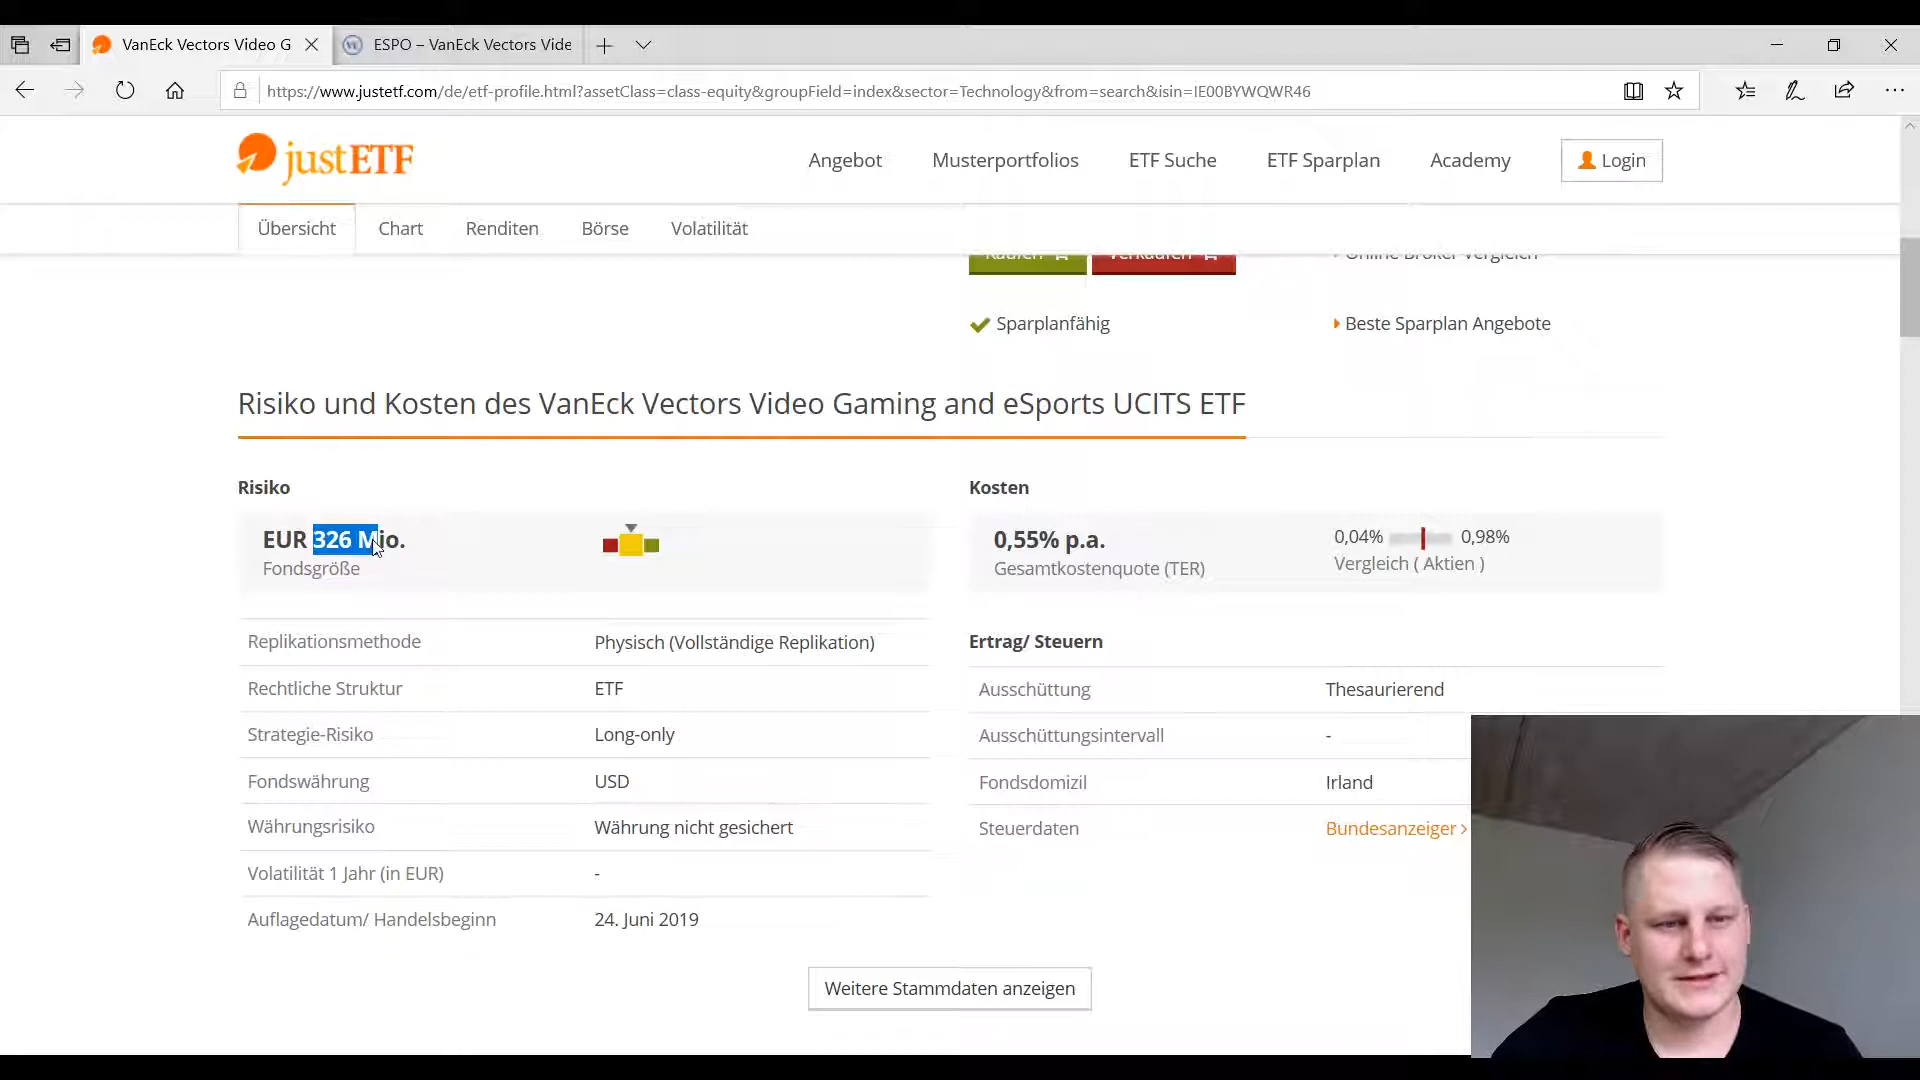 VanEck Vectors Video G
ESPO – VanEck Vectors Vide
https://www.justetf.com/de/etf-profile.html?assetClass=class-equity&groupField=index&sector=Technology&from=search&isin=IE00BYWQWR46
justETF
Angebot
Musterportfolios
ETF Suche
ETF Sparplan
Academy
Login
Übersicht
Chart
Renditen
Börse
Volatilität
Kaufen
Verkaufen
Online Broker Vergleich
Sparplanfähig
Beste Sparplan Angebote
Risiko und Kosten des VanEck Vectors Video Gaming and eSports UCITS ETF
Risiko
EUR 326 Mio.
Fondsgröße
Replikationsmethode Physisch (Vollständige Replikation)
Rechtliche Struktur ETF
Strategie-Risiko Long-only
Fondswährung USD
Währungsrisiko Währung nicht gesichert
Volatilität 1 Jahr (in EUR) -
Auflagedatum/ Handelsbeginn 24. Juni 2019
Kosten
0,55% p.a.
Gesamtkostenquote (TER)
0,04% 0,98%
Vergleich ( Aktien )
Ertrag/ Steuern
Ausschüttung Thesaurierend
Ausschüttungsintervall -
Fondsdomizil Irland
Steuerdaten Bundesanzeiger
Weitere Stammdaten anzeigen